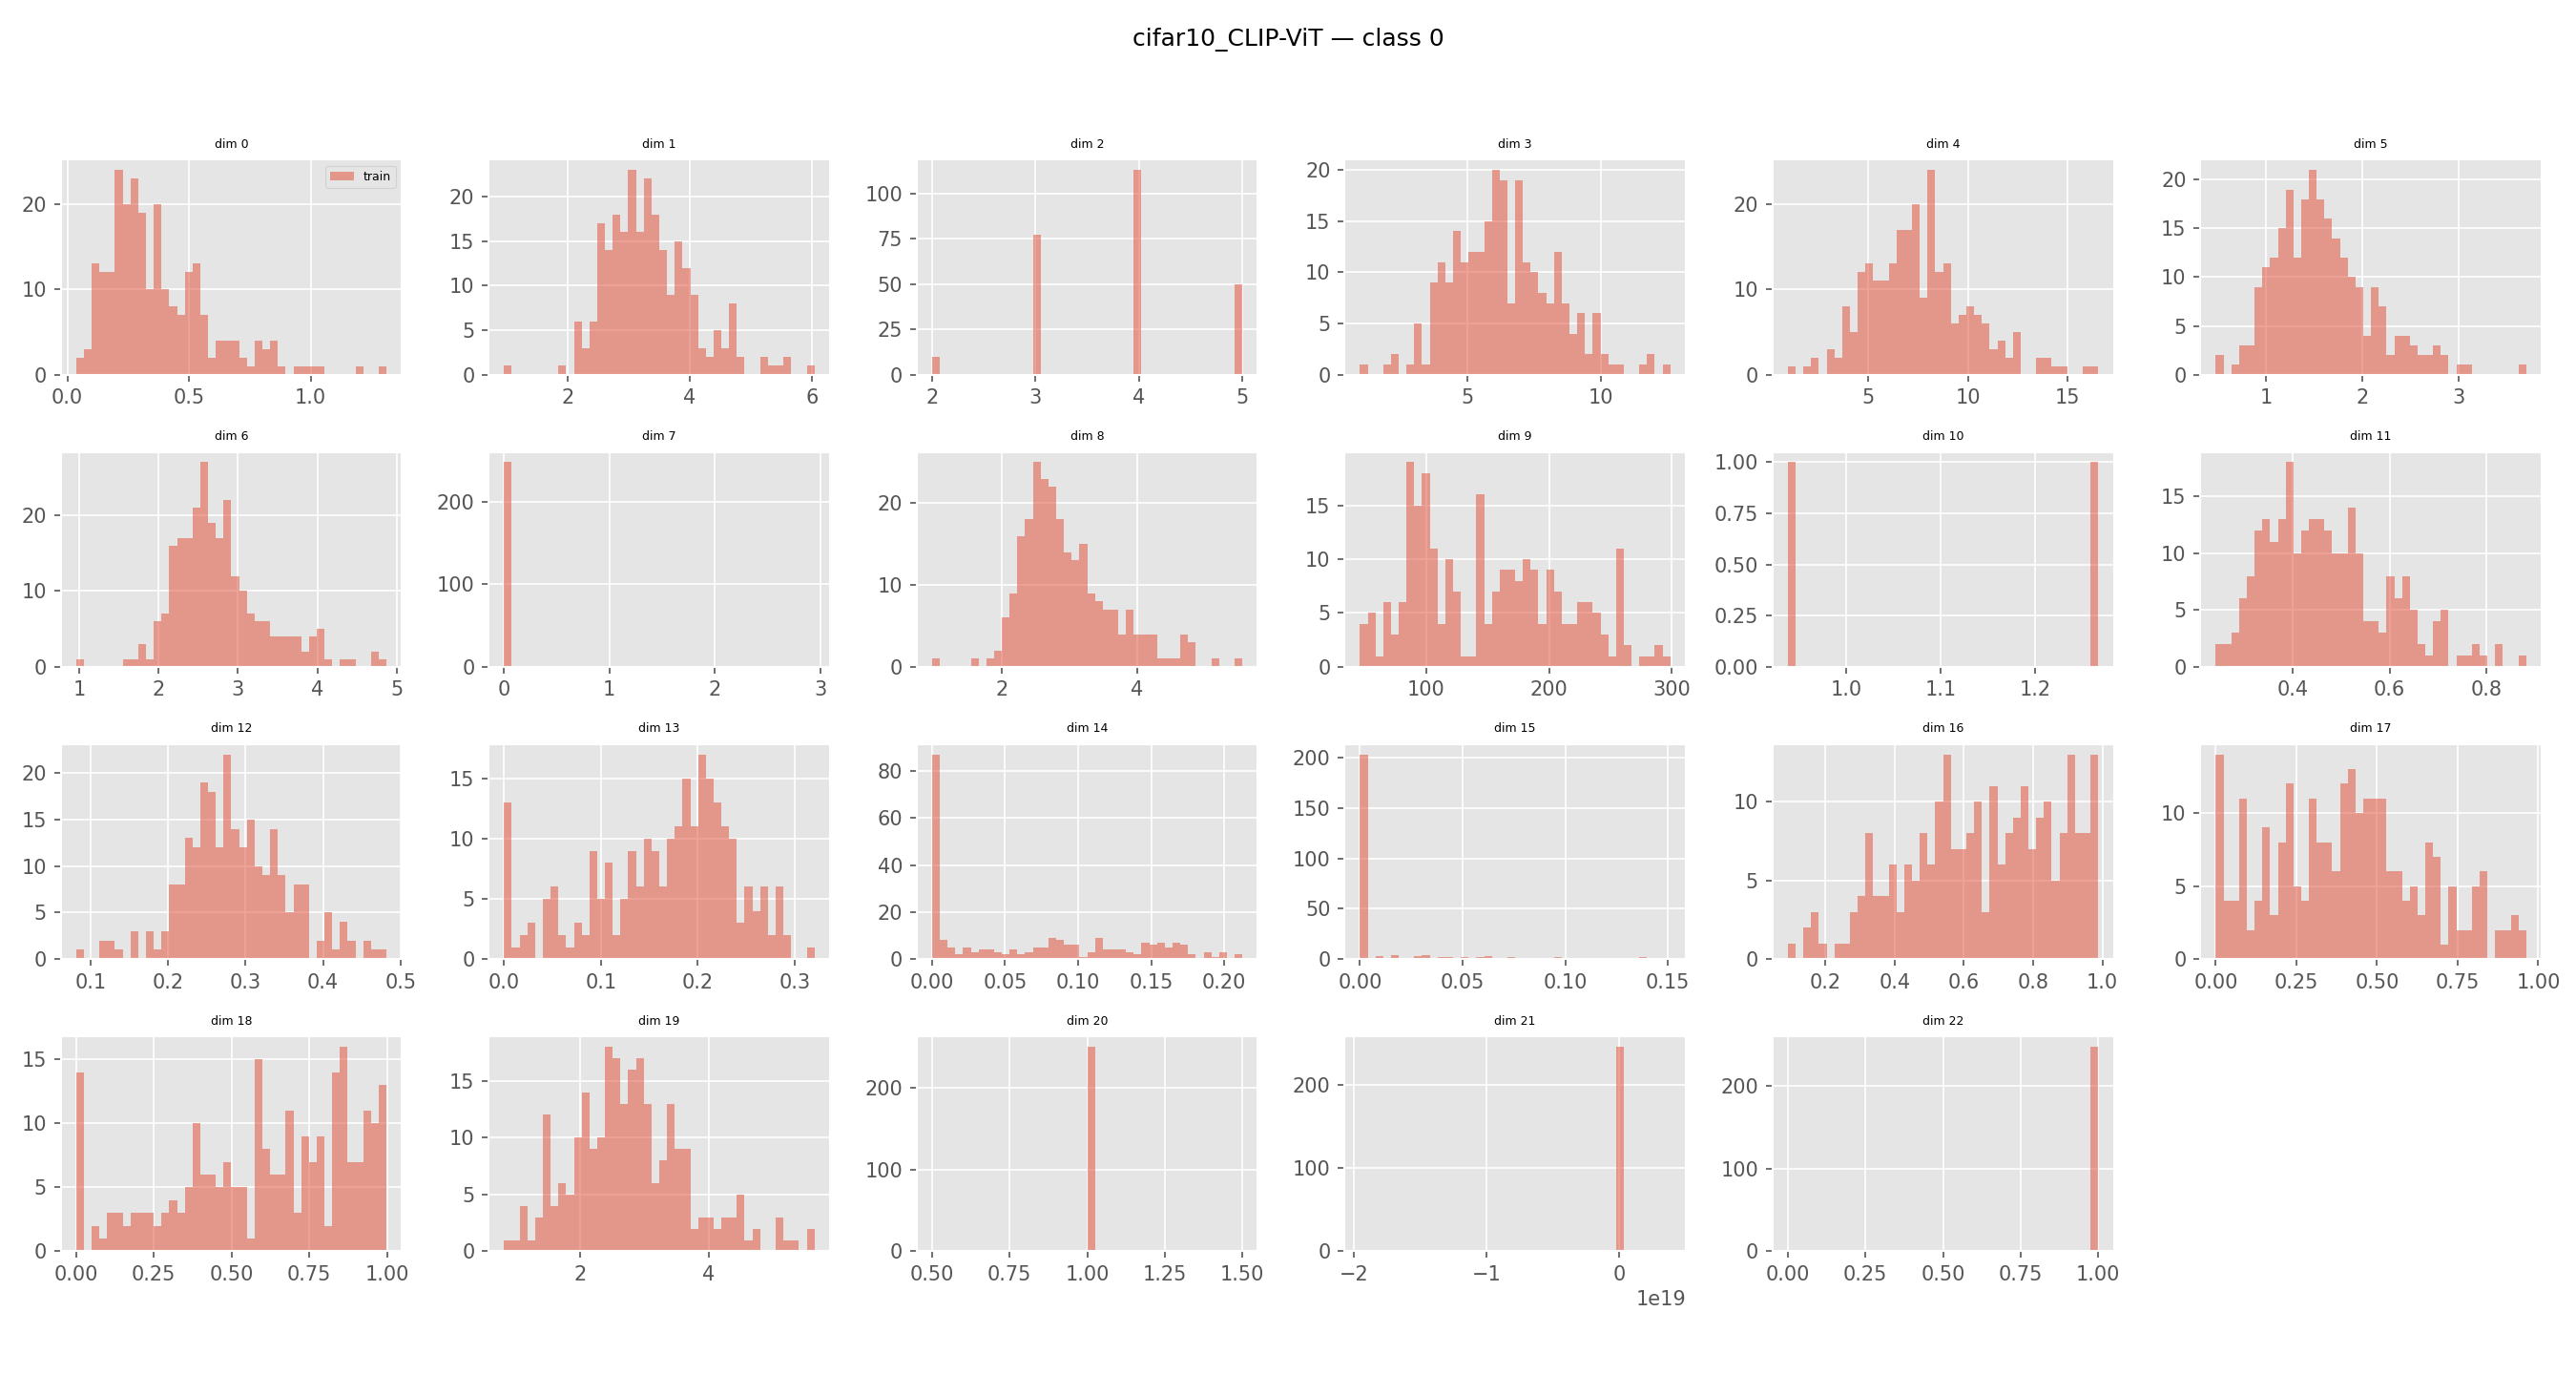 cifar10_CLIP-ViT — class 0
dim 0
dim 1
dim 2
dim 3
dim 4
dim 5
train
20
10
0
0.0 0.5 1.0
20
15
10
5
0
2 4 6
100
75
50
25
0
2 3 4 5
20
15
10
5
0
5 10
20
10
0
5 10 15
20
15
10
5
0
1 2 3
dim 6
dim 7
dim 8
dim 9
dim 10
dim 11
20
10
0
1 2 3 4 5
200
100
0
0 1 2 3
20
10
0
2 4
15
10
5
0
100 200 300
1.00
0.75
0.50
0.25
0.00
1.0 1.1 1.2
15
10
5
0
0.4 0.6 0.8
dim 12
dim 13
dim 14
dim 15
dim 16
dim 17
20
15
10
5
0
0.1 0.2 0.3 0.4 0.5
15
10
5
0
0.0 0.1 0.2 0.3
80
60
40
20
0
0.00 0.05 0.10 0.15 0.20
200
150
100
50
0
0.00 0.05 0.10 0.15
10
5
0
0.2 0.4 0.6 0.8 1.0
10
5
0
0.00 0.25 0.50 0.75 1.00
dim 18
dim 19
dim 20
dim 21
dim 22
15
10
5
0
0.00 0.25 0.50 0.75 1.00
15
10
5
0
2 4
200
100
0
0.50 0.75 1.00 1.25 1.50
200
100
0
−2 −1 0
1e19
200
100
0
0.00 0.25 0.50 0.75 1.00